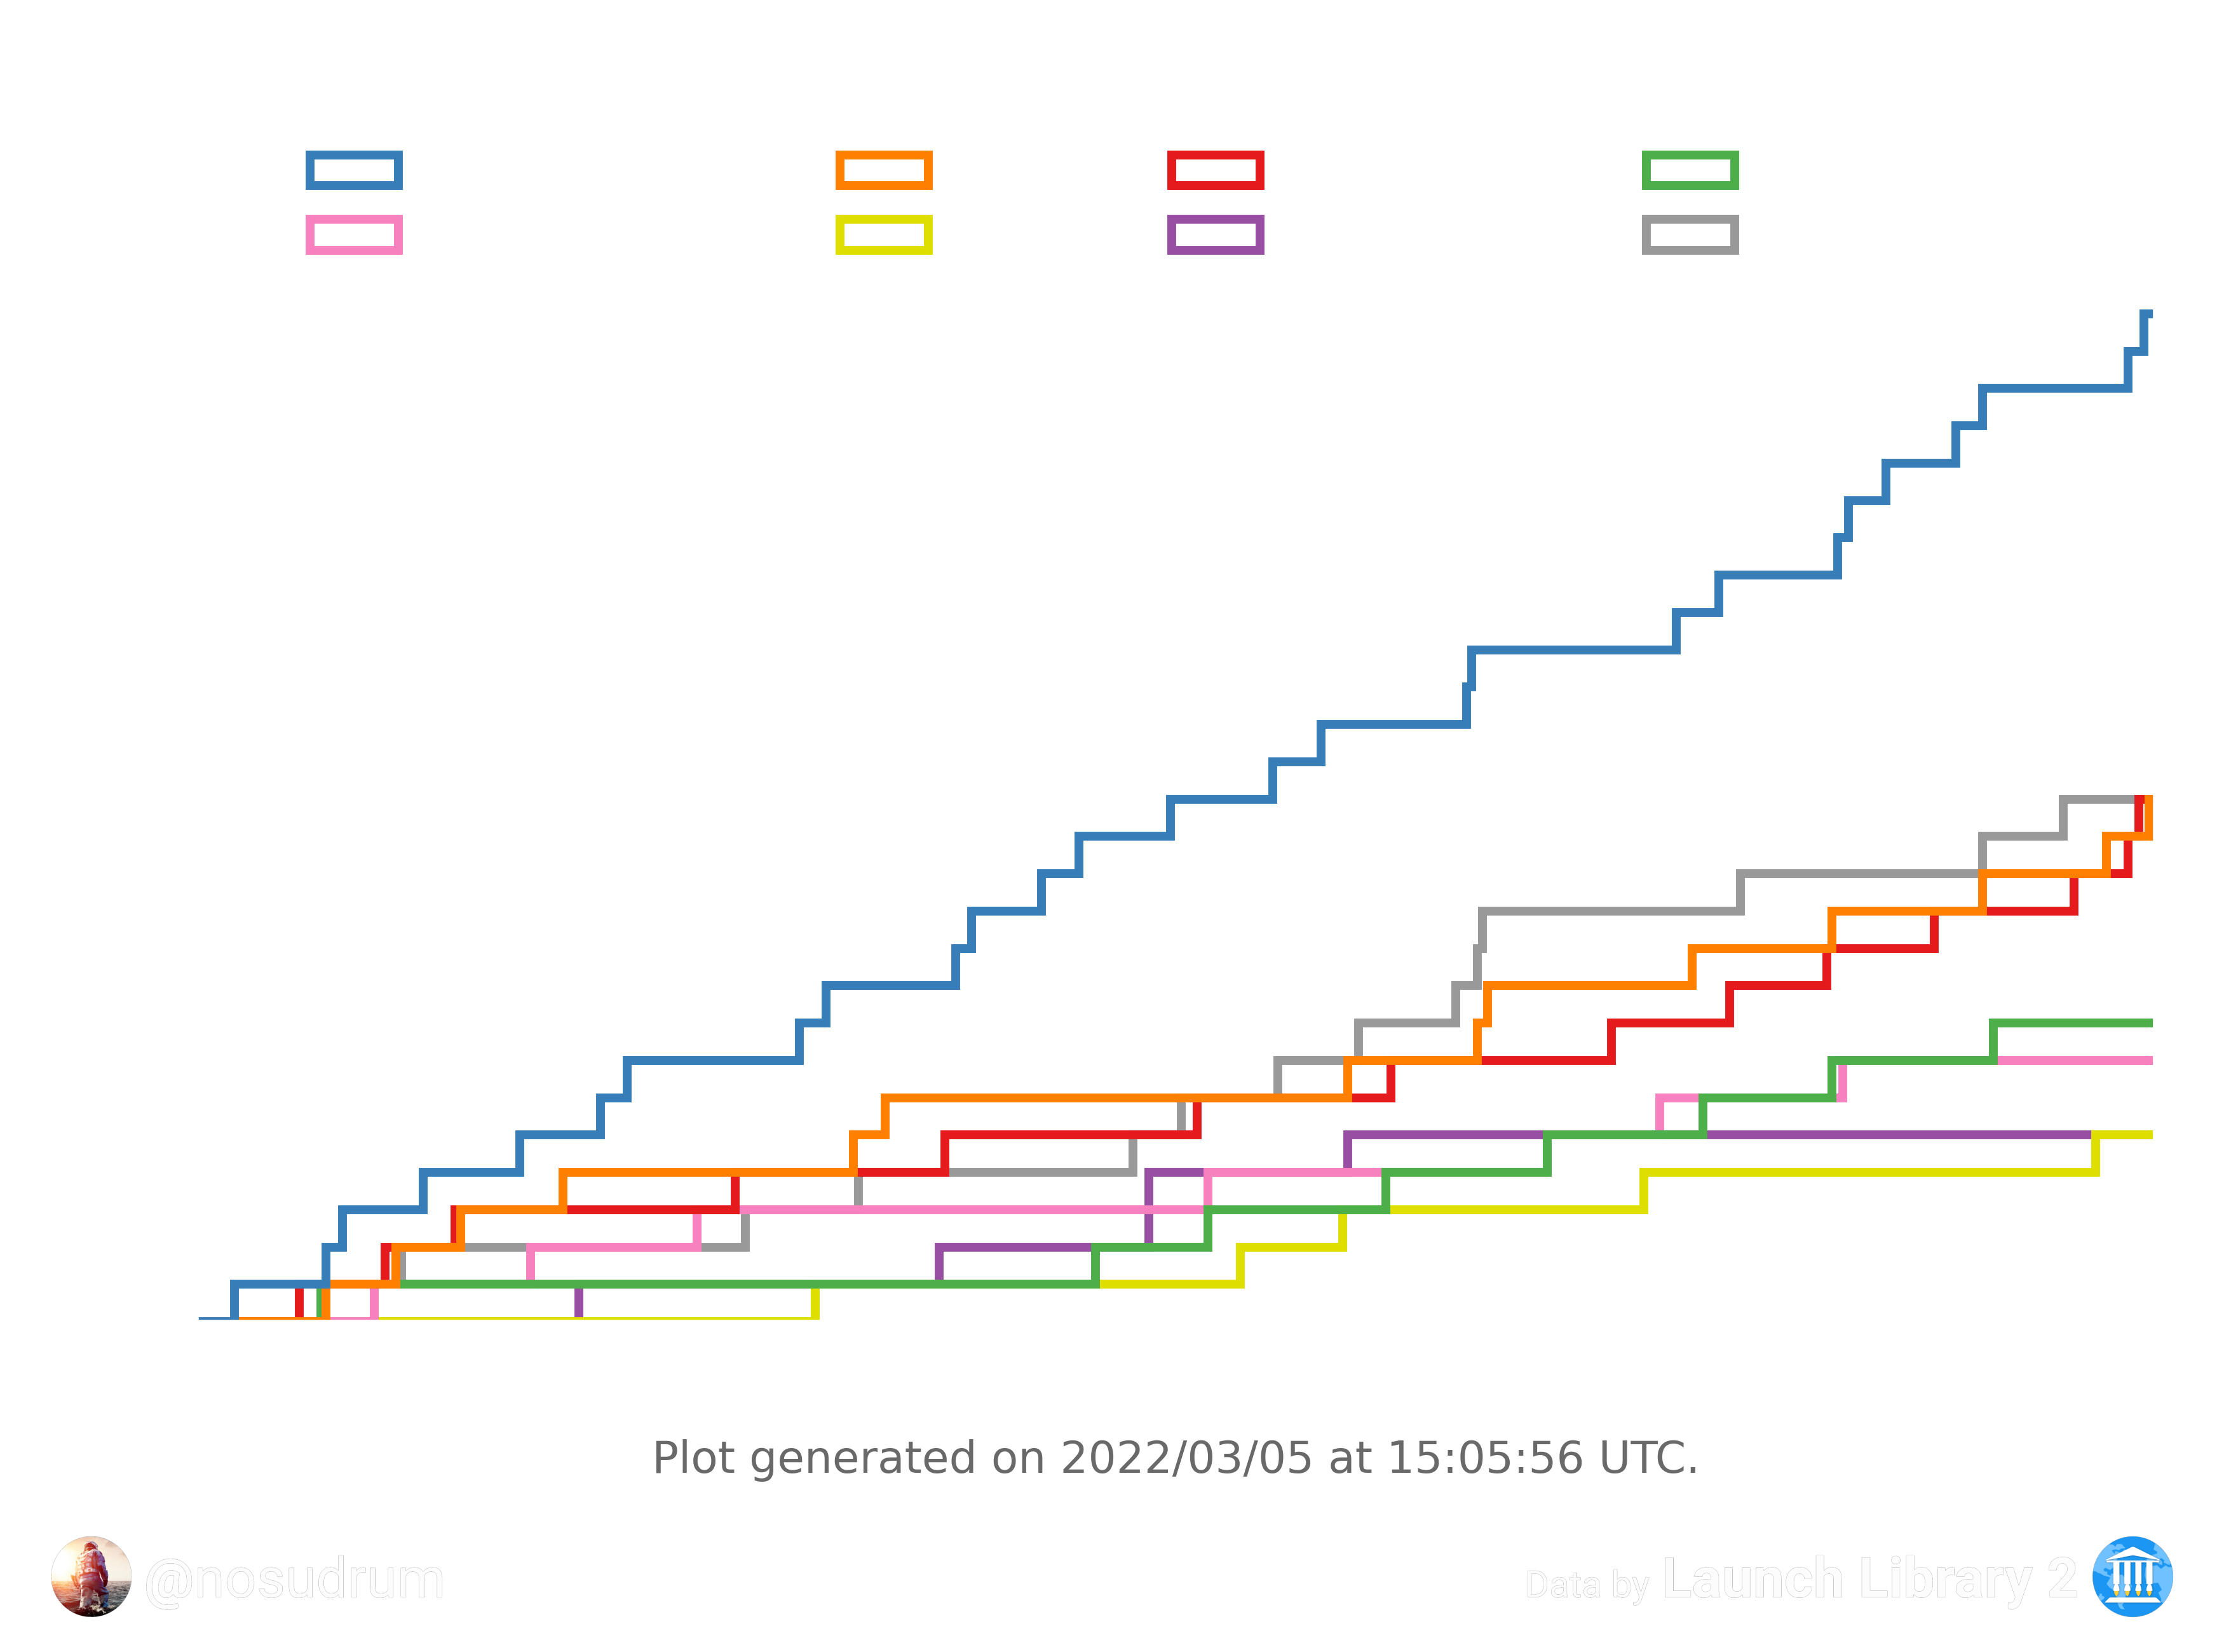 Plot generated on 2022/03/05 at 15:05:56 UTC.
@nosudrum
Data by Launch Library 2